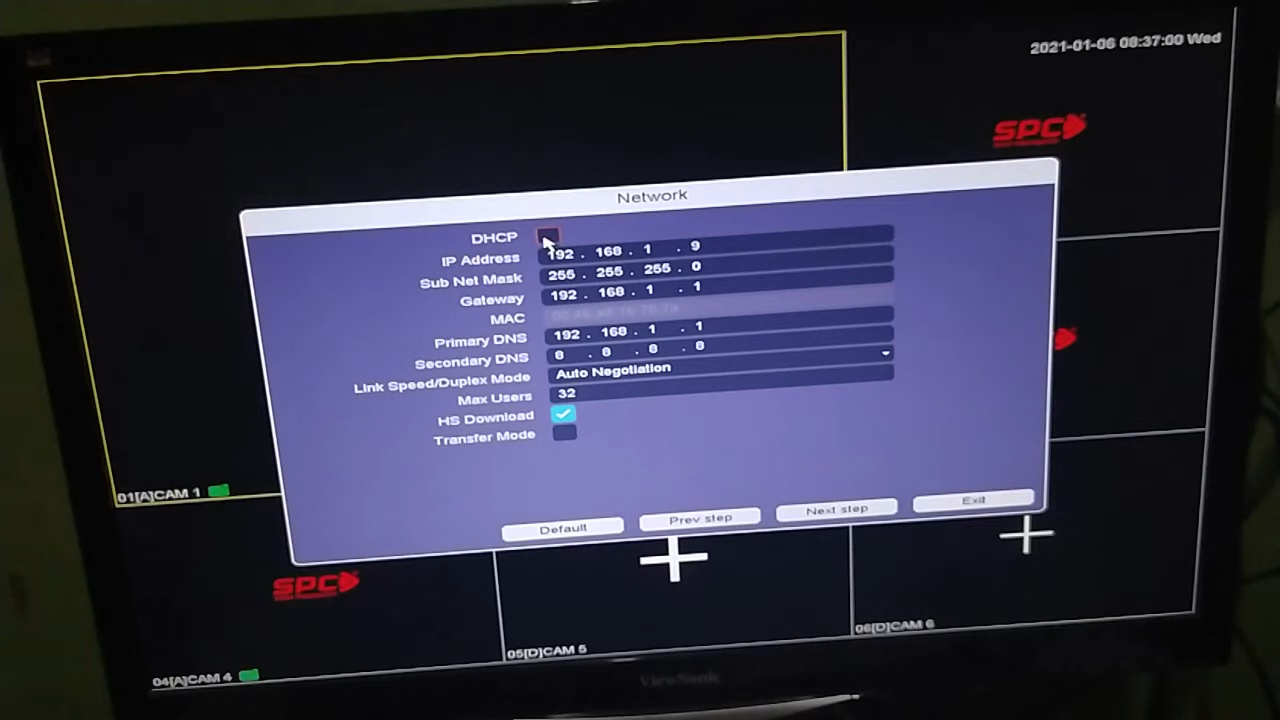 2021-01-06 08:37:00 Wed
SPC
Network
DHCP
IP Address 192 . 168 . 1 . 9
Sub Net Mask 255 . 255 . 255 . 0
Gateway 192 . 168 . 1 . 1
MAC
Primary DNS 192 . 168 . 1 . 1
Secondary DNS 8 . 8 . 8 . 8
Link Speed/Duplex Mode Auto Negotiation
Max Users 32
HS Download
Transfer Mode
Default Prev step Next step Exit
01[A]CAM 1
SPC
04[A]CAM 4
05[D]CAM 5
06[D]CAM 6
ViewSonic